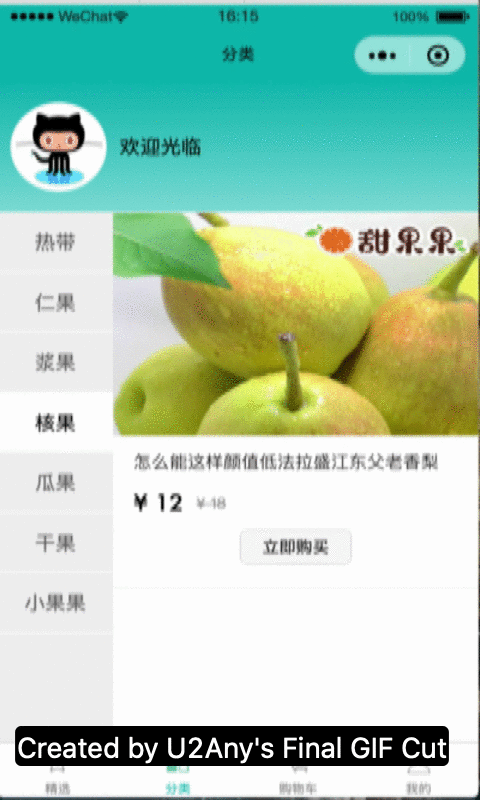 WeChat 16:15 100%
分类
欢迎光临
热带
仁果
浆果
核果
瓜果
干果
小果果
甜果果
怎么能这样颜值低法拉盛江东父老香梨
¥ 12 ¥ 18
立即购买
Created by U2Any's Final GIF Cut
精选 分类 购物车 我的